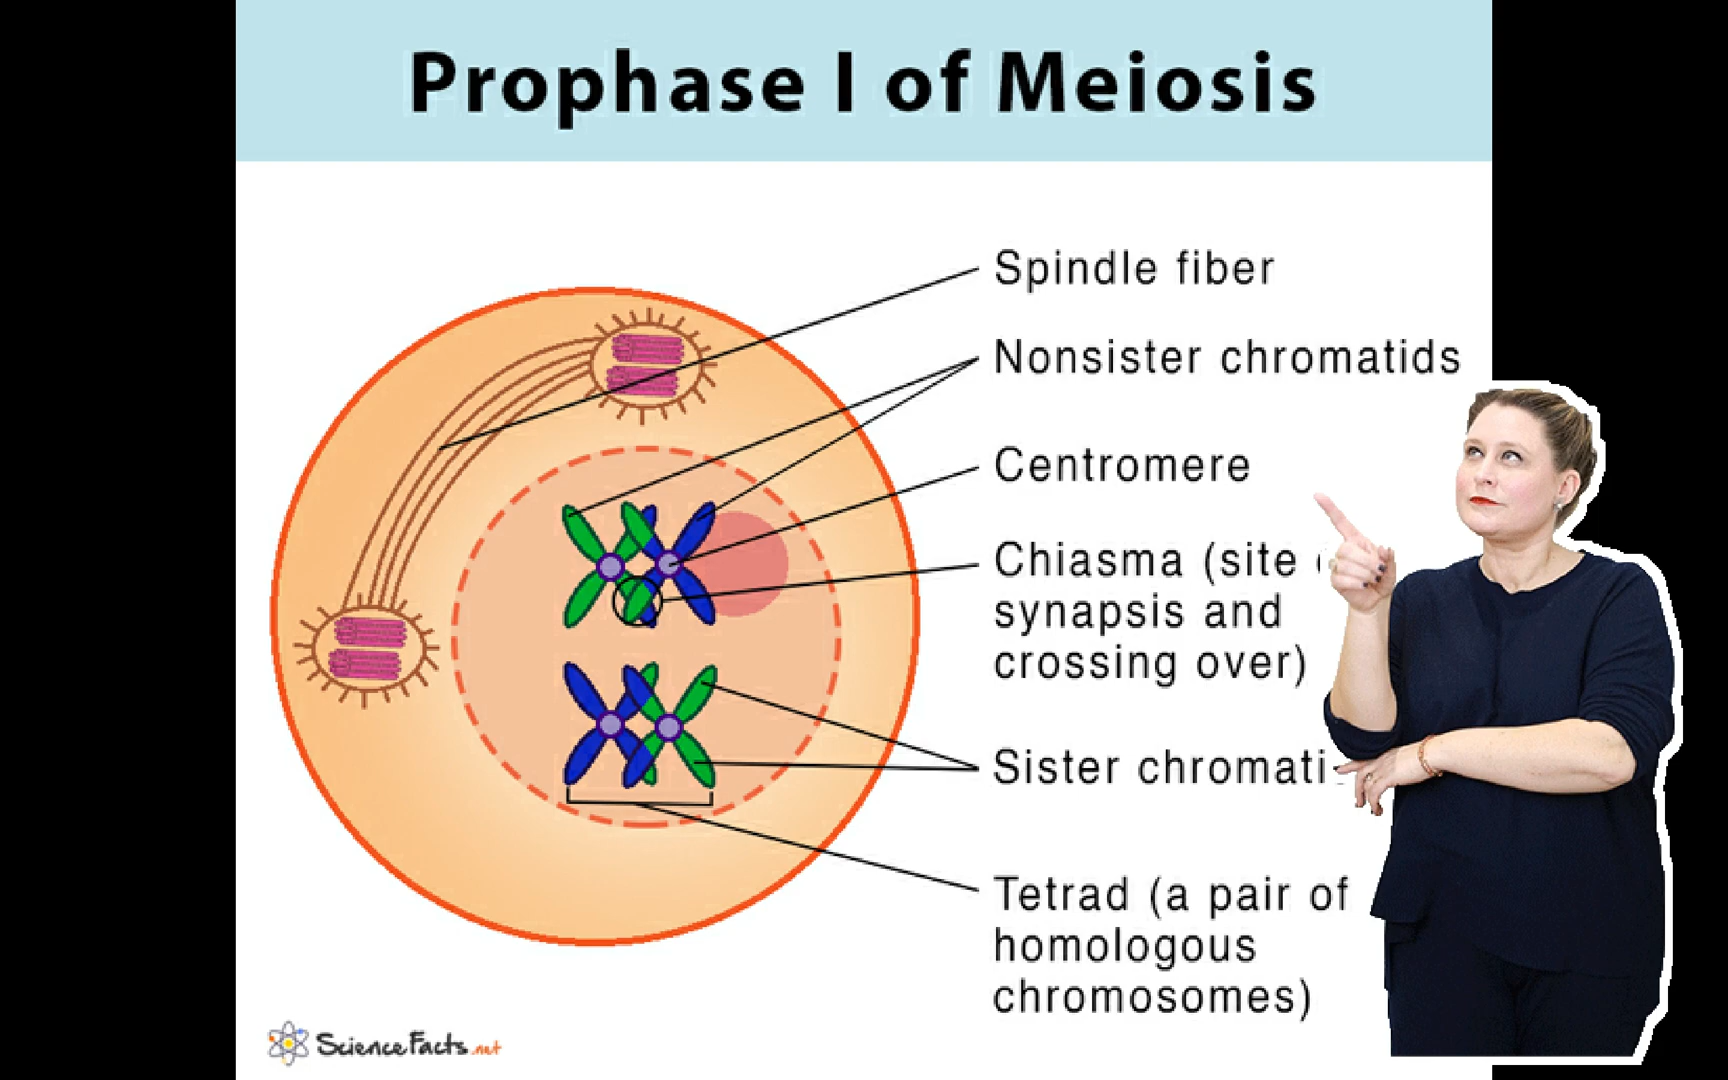 Prophase I of Meiosis
Spindle fiber
Nonsister chromatids
Centromere
Chiasma (site
synapsis and
crossing over)
Sister chromati
Tetrad (a pair of
homologous
chromosomes)
ScienceFacts.net